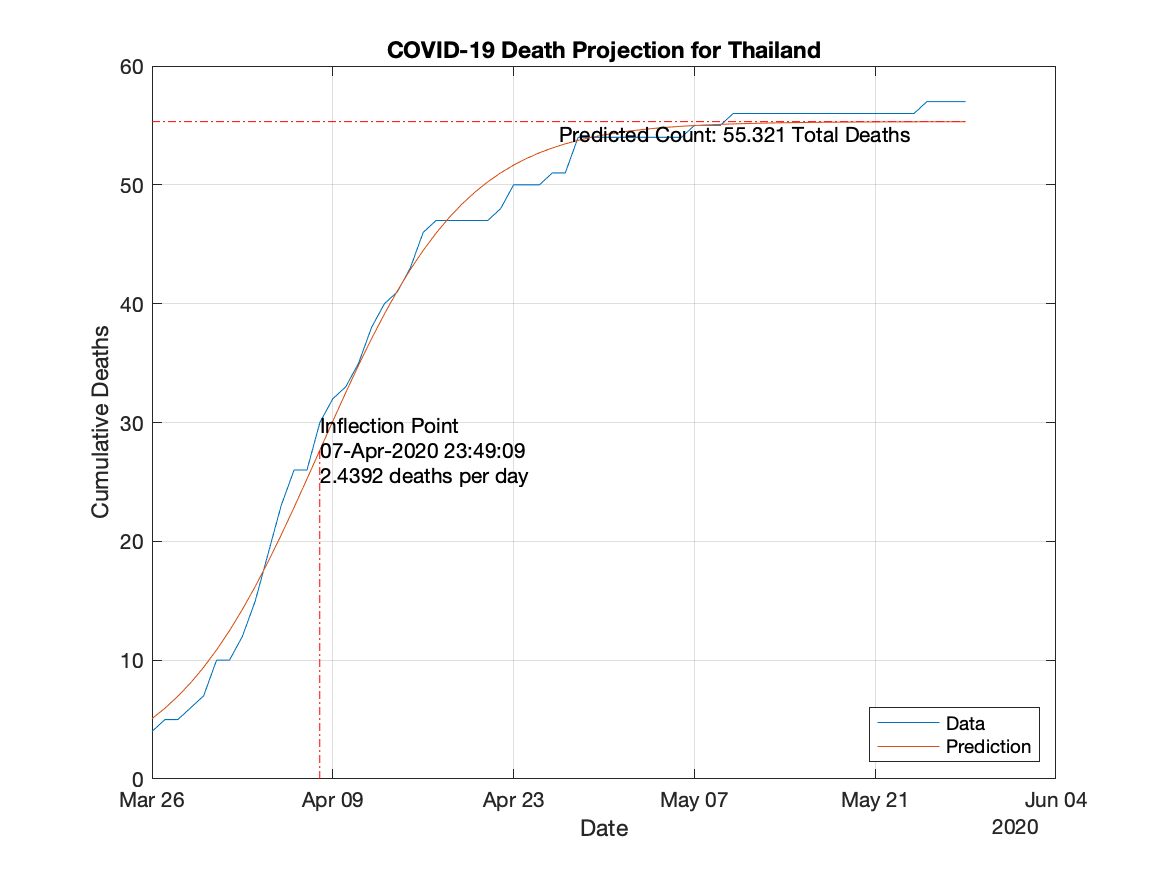 COVID-19 Death Projection for Thailand
60
50
40
30
20
10
0
Cumulative Deaths
Predicted Count: 55.321 Total Deaths
Inflection Point
07-Apr-2020 23:49:09
2.4392 deaths per day
Data
Prediction
Mar 26
Apr 09
Apr 23
May 07
May 21
Jun 04
Date
2020